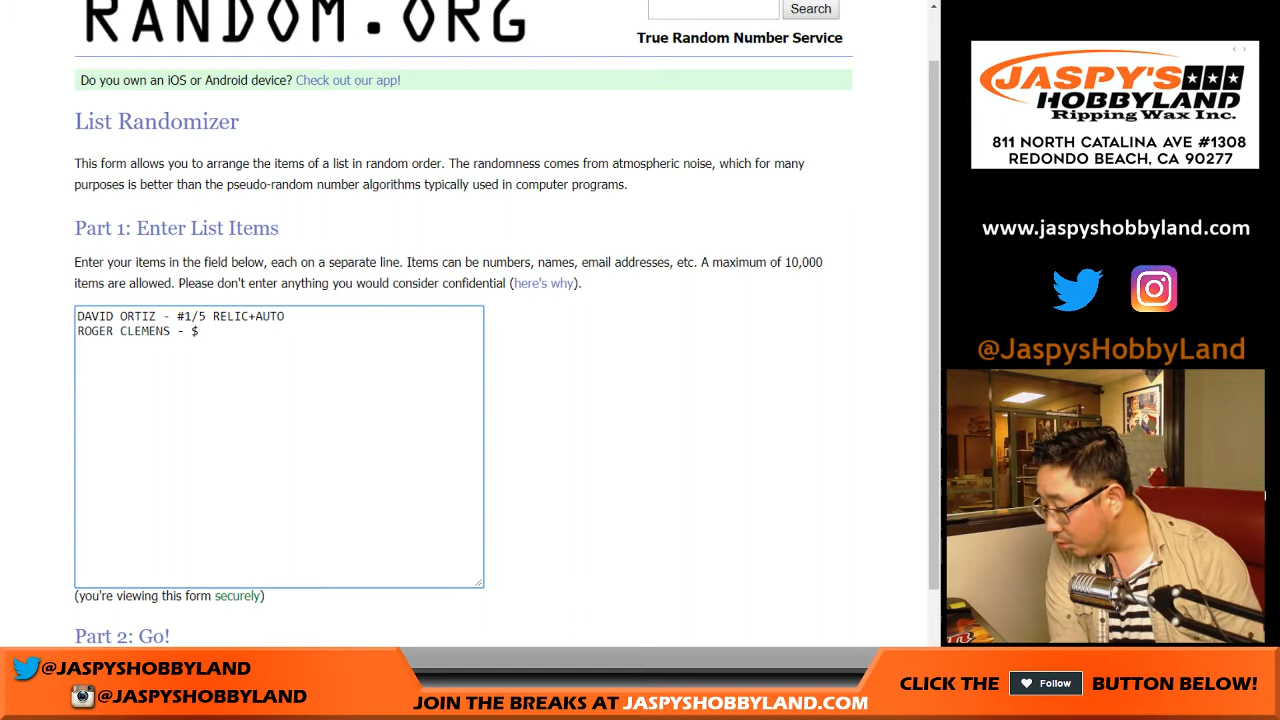 RANDOM.ORG
Search
True Random Number Service
Do you own an iOS or Android device? Check out our app!
List Randomizer
This form allows you to arrange the items of a list in random order. The randomness comes from atmospheric noise, which for many
purposes is better than the pseudo-random number algorithms typically used in computer programs.
Part 1: Enter List Items
Enter your items in the field below, each on a separate line. Items can be numbers, names, email addresses, etc. A maximum of 10,000
items are allowed. Please don't enter anything you would consider confidential (here's why).
DAVID ORTIZ - #1/5 RELIC+AUTO
ROGER CLEMENS - $
(you're viewing this form securely)
Part 2: Go!
JASPY'S
HOBBYLAND
Ripping Wax Inc.
811 NORTH CATALINA AVE #1308
REDONDO BEACH, CA 90277
www.jaspyshobbyland.com
@JaspysHobbyLand
@JASPYSHOBBYLAND
@JASPYSHOBBYLAND
JOIN THE BREAKS AT JASPYSHOBBYLAND.COM
CLICK THE Follow BUTTON BELOW!